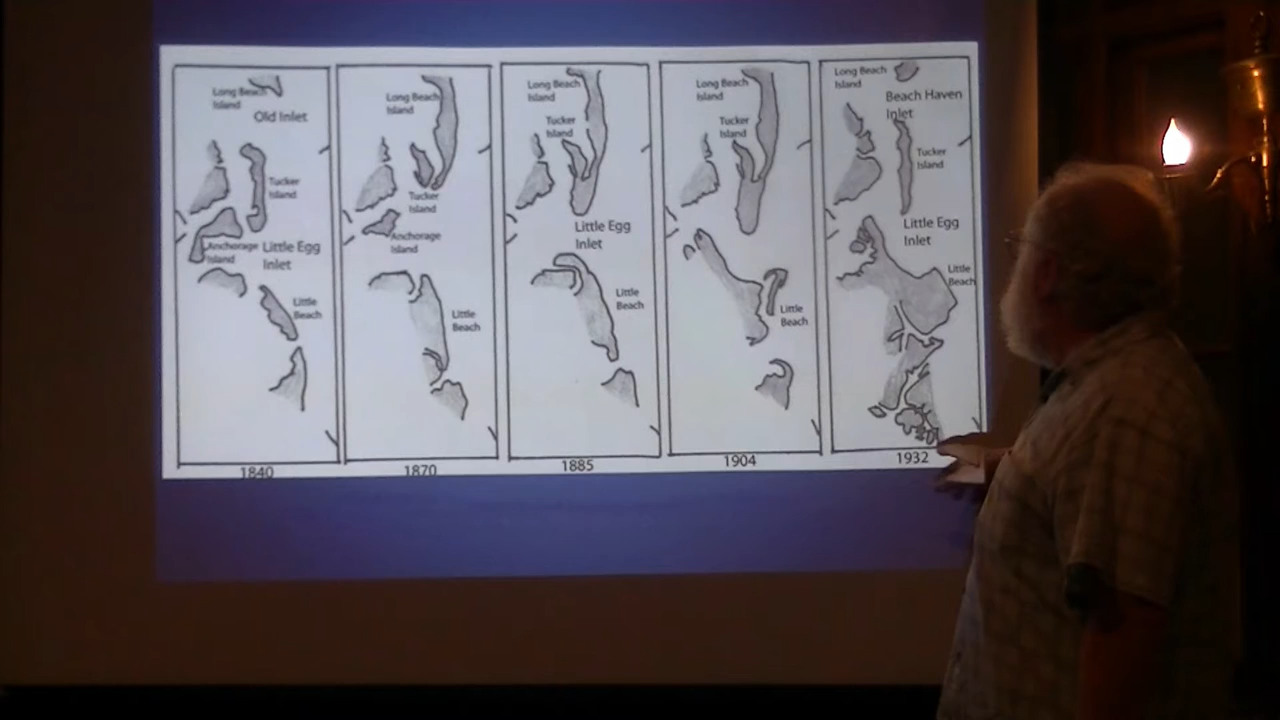 Long Beach
Island
Old Inlet
Tucker
Island
Anchorage
Island
Little Egg
Inlet
Little
Beach
1840
Long Beach
Island
Tucker
Island
Anchorage
Island
Little
Beach
1870
Long Beach
Island
Tucker
Island
Little Egg
Inlet
Little
Beach
1885
Long Beach
Island
Tucker
Island
Little
Beach
1904
Long Beach
Island
Beach Haven
Inlet
Tucker
Island
Little Egg
Inlet
Little
Beach
1932